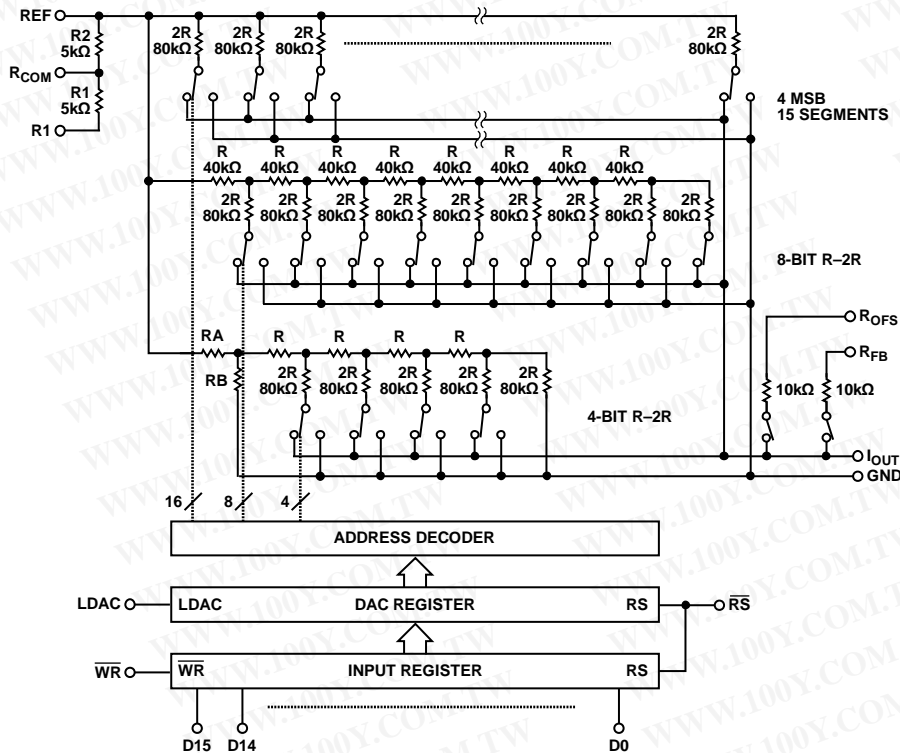 REF
R2
5kΩ
RCOM
R1
5kΩ
R1
2R 2R 2R 2R
80kΩ 80kΩ 80kΩ 80kΩ
4 MSB
15 SEGMENTS
R R R R R R R R
40kΩ 40kΩ 40kΩ 40kΩ 40kΩ 40kΩ 40kΩ 40kΩ
2R 2R 2R 2R 2R 2R 2R 2R 2R
80kΩ 80kΩ 80kΩ 80kΩ 80kΩ 80kΩ 80kΩ 80kΩ 80kΩ
8-BIT R–2R
RA R R R R
RB
2R 2R 2R 2R 2R
80kΩ 80kΩ 80kΩ 80kΩ 80kΩ
4-BIT R–2R
ROFS
RFB
10kΩ 10kΩ
IOUT
GND
16 8 4
ADDRESS DECODER
LDAC LDAC DAC REGISTER RS RS
WR WR INPUT REGISTER RS
D15 D14 D0
WWW.100Y.COM.TW